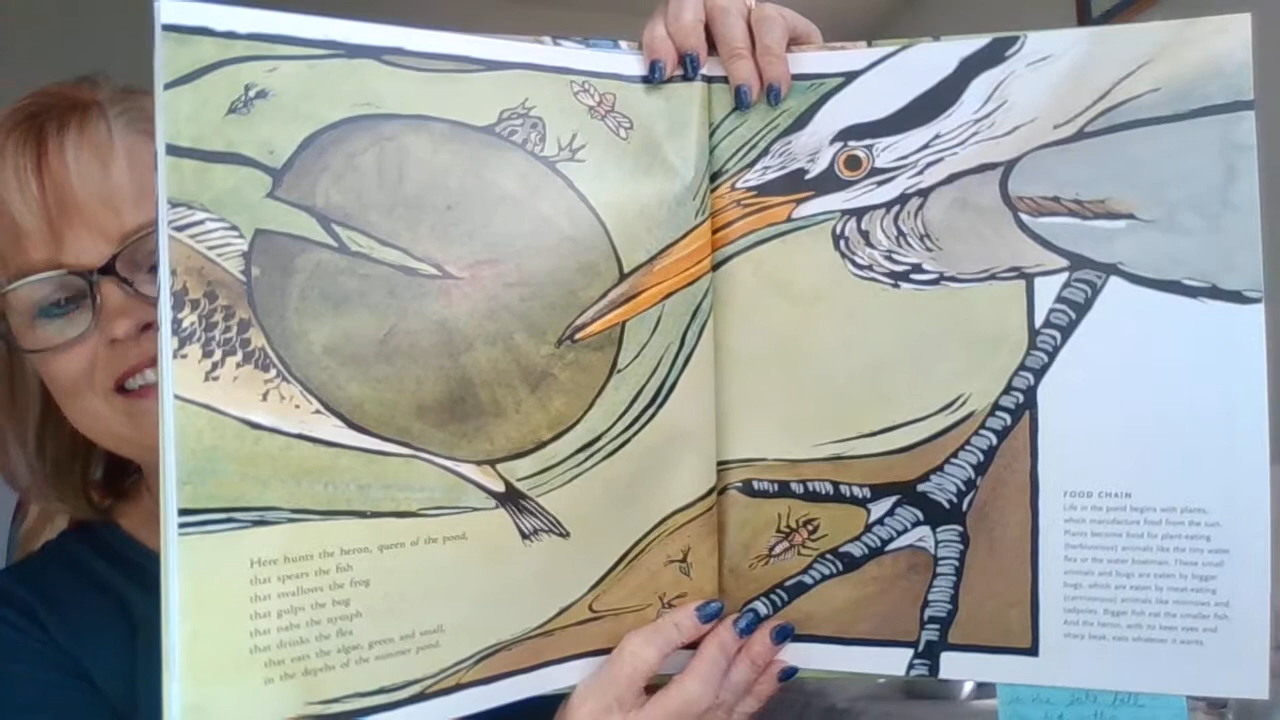 Here hunts the heron, queen of the pond,
that spears the fish
that swallows the frog
that gulps the bug
that nabs the nymph
that drinks the flea
that eats the algae, green and small,
in the depths of the summer pond.
FOOD CHAIN
Life in the pond begins with plants,
which manufacture food from the sun.
Plants become food for plant-eating
(herbivorous) animals like the tiny water
flea or the water boatman. These small
animals and bugs are eaten by bigger
bugs, which are eaten by meat-eating
(carnivorous) animals like minnows and
tadpoles. Bigger fish eat the smaller fish.
And the heron, with its keen eyes and
sharp beak, eats whatever it wants.